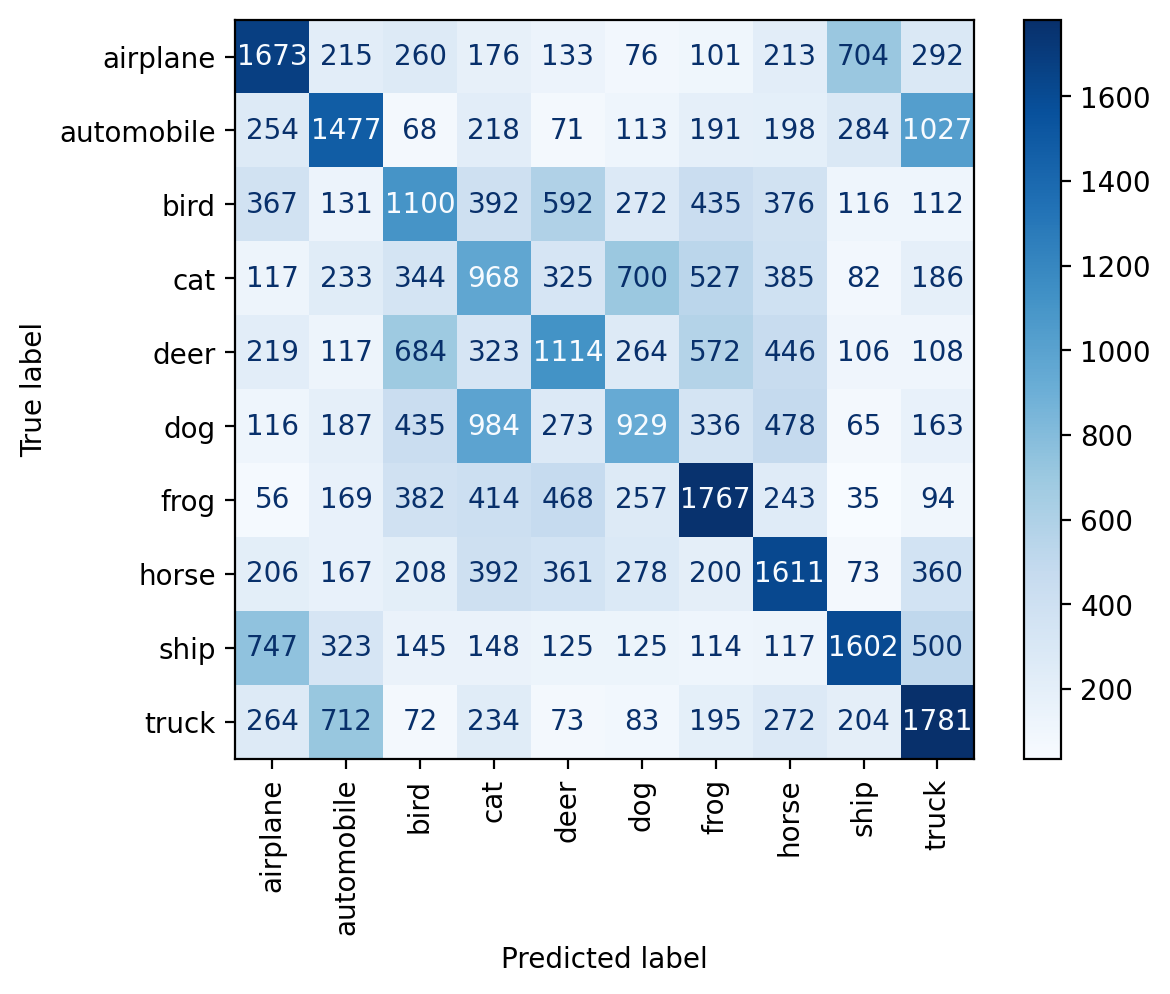 airplane 1673 215 260 176 133 76 101 213 704 292
automobile 254 1477 68 218 71 113 191 198 284 1027
bird 367 131 1100 392 592 272 435 376 116 112
cat 117 233 344 968 325 700 527 385 82 186
deer 219 117 684 323 1114 264 572 446 106 108
dog 116 187 435 984 273 929 336 478 65 163
frog 56 169 382 414 468 257 1767 243 35 94
horse 206 167 208 392 361 278 200 1611 73 360
ship 747 323 145 148 125 125 114 117 1602 500
truck 264 712 72 234 73 83 195 272 204 1781
airplane automobile bird cat deer dog frog horse ship truck
Predicted label
True label
1600
1400
1200
1000
800
600
400
200